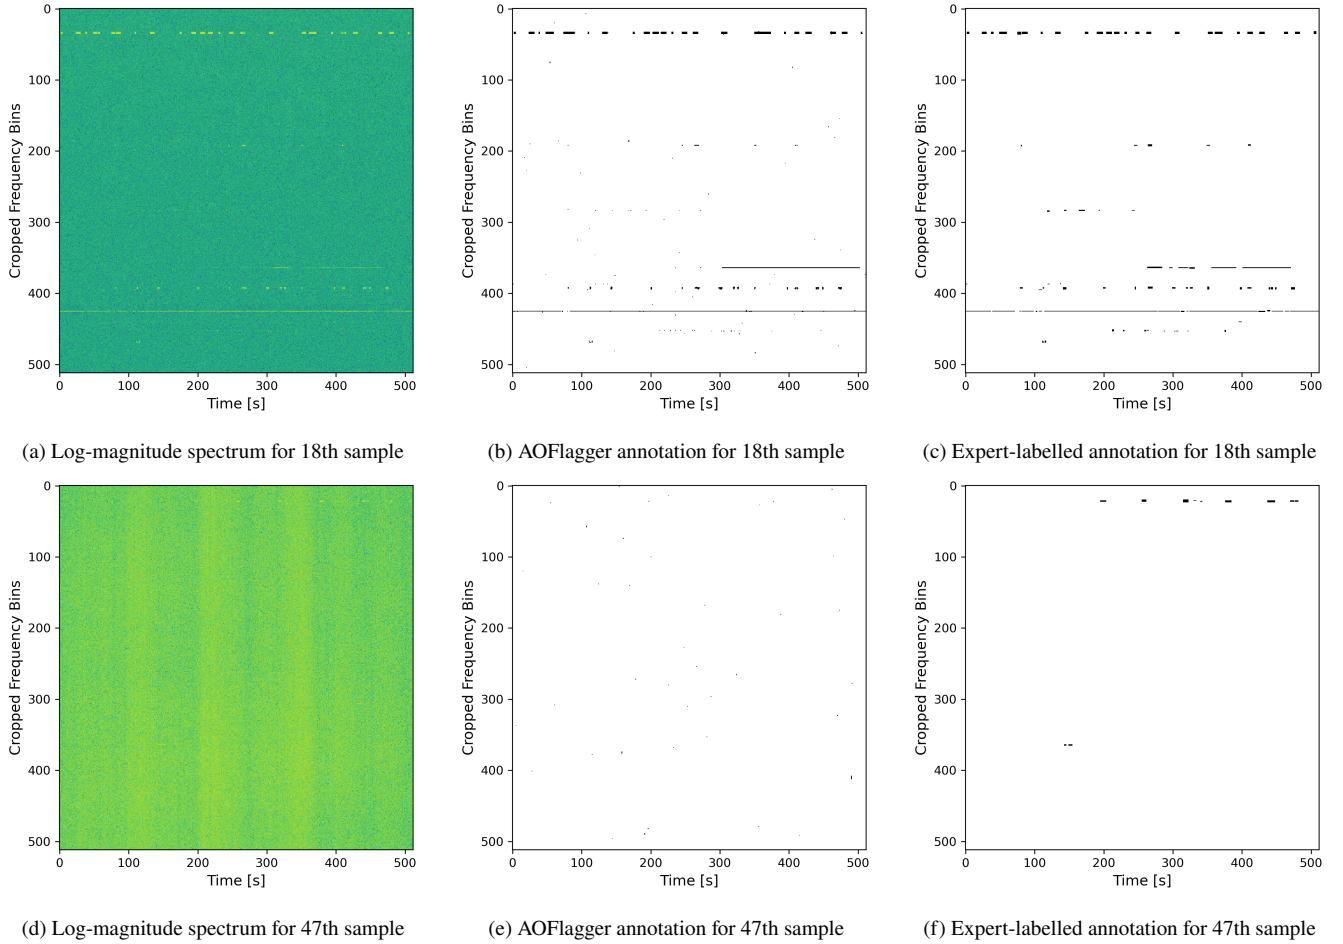 0
100
200
300
400
500
Cropped Frequency Bins
0 100 200 300 400 500
Time [s]
0
100
200
300
400
500
Cropped Frequency Bins
0 100 200 300 400 500
Time [s]
0
100
200
300
400
500
Cropped Frequency Bins
0 100 200 300 400 500
Time [s]
(a) Log-magnitude spectrum for 18th sample
(b) AOFlagger annotation for 18th sample
(c) Expert-labelled annotation for 18th sample
0
100
200
300
400
500
Cropped Frequency Bins
0 100 200 300 400 500
Time [s]
0
100
200
300
400
500
Cropped Frequency Bins
0 100 200 300 400 500
Time [s]
0
100
200
300
400
500
Cropped Frequency Bins
0 100 200 300 400 500
Time [s]
(d) Log-magnitude spectrum for 47th sample
(e) AOFlagger annotation for 47th sample
(f) Expert-labelled annotation for 47th sample